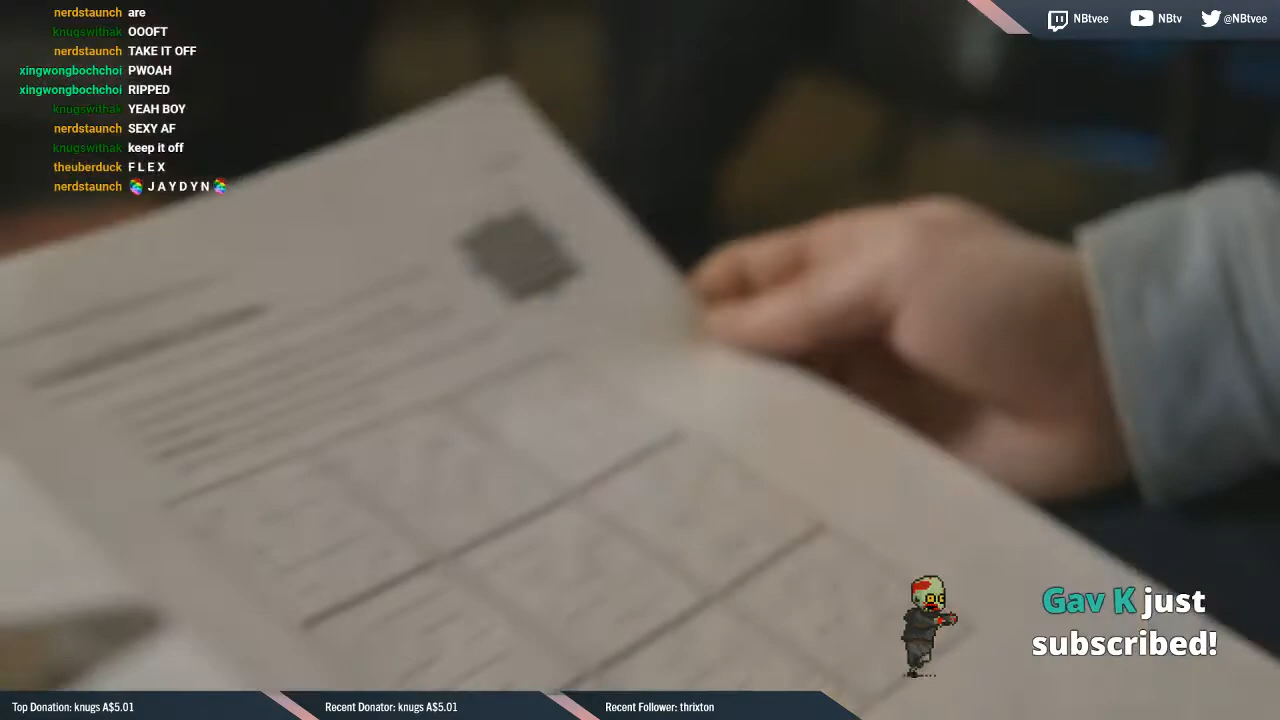 nerdstaunch are
knugswithak OOOFT
nerdstaunch TAKE IT OFF
xingwongbochchoi PWOAH
xingwongbochchoi RIPPED
knugswithak YEAH BOY
nerdstaunch SEXY AF
knugswithak keep it off
theuberduck F L E X
nerdstaunch J A Y D Y N
NBtvee NBtv @NBtvee
Gav K just
subscribed!
Top Donation: knugs A$5.01
Recent Donator: knugs A$5.01
Recent Follower: thrixton